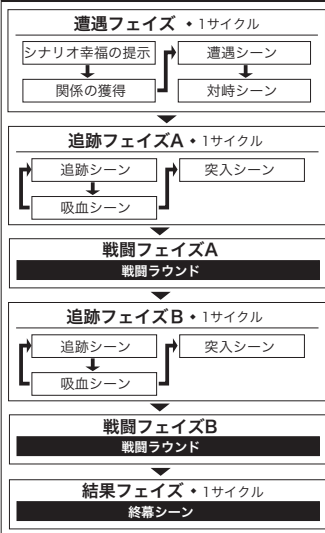 遭遇フェイズ ◆ 1サイクル
シナリオ幸福の提示
関係の獲得
遭遇シーン
対峙シーン
追跡フェイズA ◆ 1サイクル
追跡シーン
吸血シーン
突入シーン
戦闘フェイズA
戦闘ラウンド
追跡フェイズB ◆ 1サイクル
追跡シーン
吸血シーン
突入シーン
戦闘フェイズB
戦闘ラウンド
結果フェイズ ◆ 1サイクル
終幕シーン